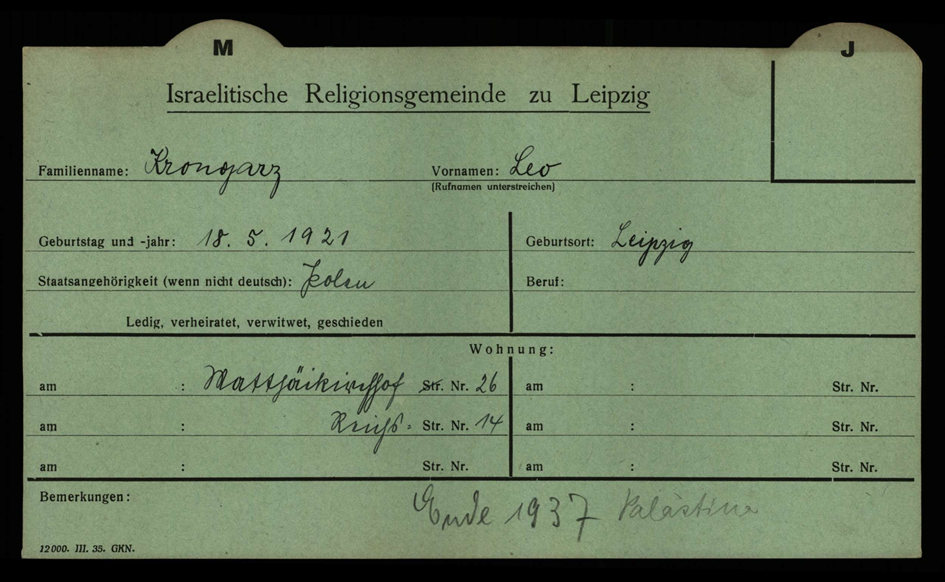 M J
Israelitische Religionsgemeinde zu Leipzig
Familienname: Krongarz Vornamen: Leo
(Rufnamen unterstreichen)
Geburtstag und -jahr: 18. 5. 1921 Geburtsort: Leipzig
Staatsangehörigkeit (wenn nicht deutsch): Polen Beruf:
Ledig, verheiratet, verwitwet, geschieden
Wohnung:
am : Matthäikirchhof Str. Nr. 26 am : Str. Nr.
am : Reichs- Str. Nr. 14 am : Str. Nr.
am : Str. Nr. am : Str. Nr.
Bemerkungen: Ende 1937 Palästina
12000. III. 35. GKN.